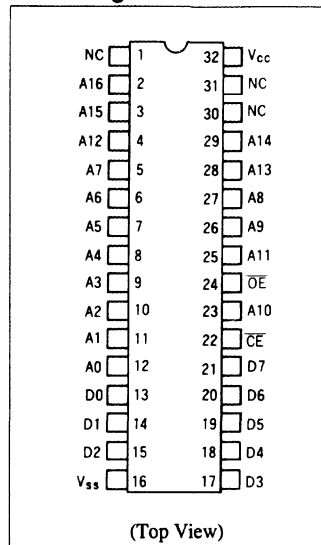 NC 1 32 Vcc
A16 2 31 NC
A15 3 30 NC
A12 4 29 A14
A7 5 28 A13
A6 6 27 A8
A5 7 26 A9
A4 8 25 A11
A3 9 24 OE
A2 10 23 A10
A1 11 22 CE
A0 12 21 D7
D0 13 20 D6
D1 14 19 D5
D2 15 18 D4
Vss 16 17 D3
(Top View)